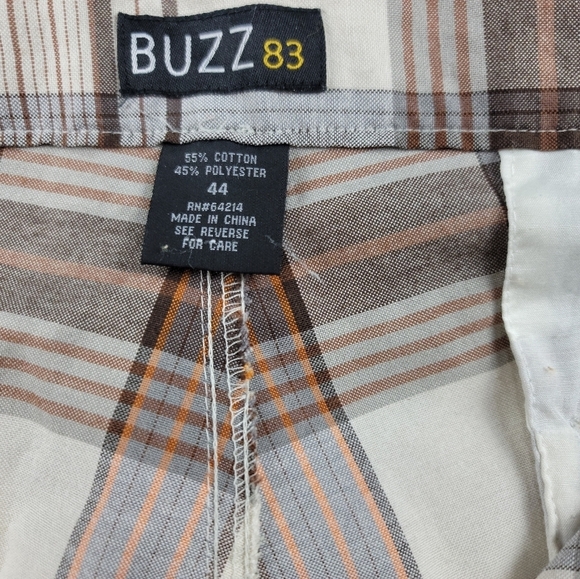 BUZZ 83
55% COTTON
45% POLYESTER
44
RN#64214
MADE IN CHINA
SEE REVERSE
FOR CARE